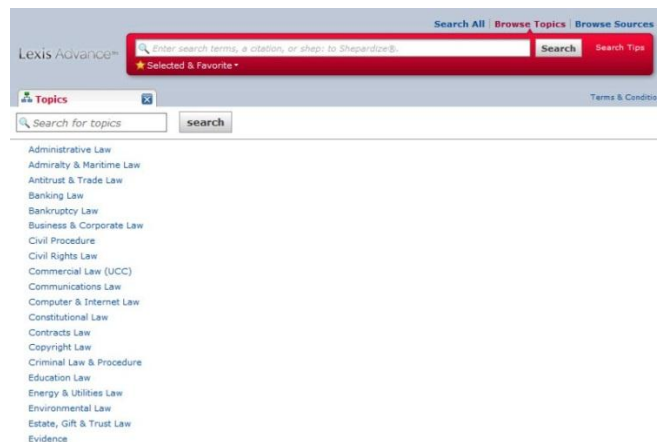 Search All | Browse Topics | Browse Sources
Lexis Advance℠
Enter search terms, a citation, or shep: to Shepardize®.
Search
Search Tips
Selected & Favorite
Topics
Terms & Conditio
Search for topics
search
Administrative Law
Admiralty & Maritime Law
Antitrust & Trade Law
Banking Law
Bankruptcy Law
Business & Corporate Law
Civil Procedure
Civil Rights Law
Commercial Law (UCC)
Communications Law
Computer & Internet Law
Constitutional Law
Contracts Law
Copyright Law
Criminal Law & Procedure
Education Law
Energy & Utilities Law
Environmental Law
Estate, Gift & Trust Law
Evidence